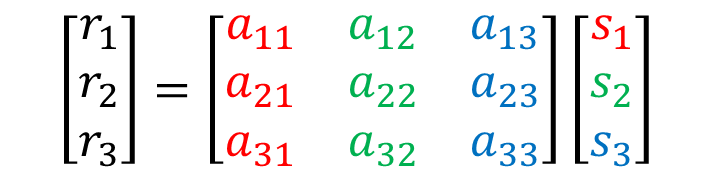 [r₁] = [a₁₁ a₁₂ a₁₃] [s₁]
[r₂] = [a₂₁ a₂₂ a₂₃] [s₂]
[r₃] = [a₃₁ a₃₂ a₃₃] [s₃]